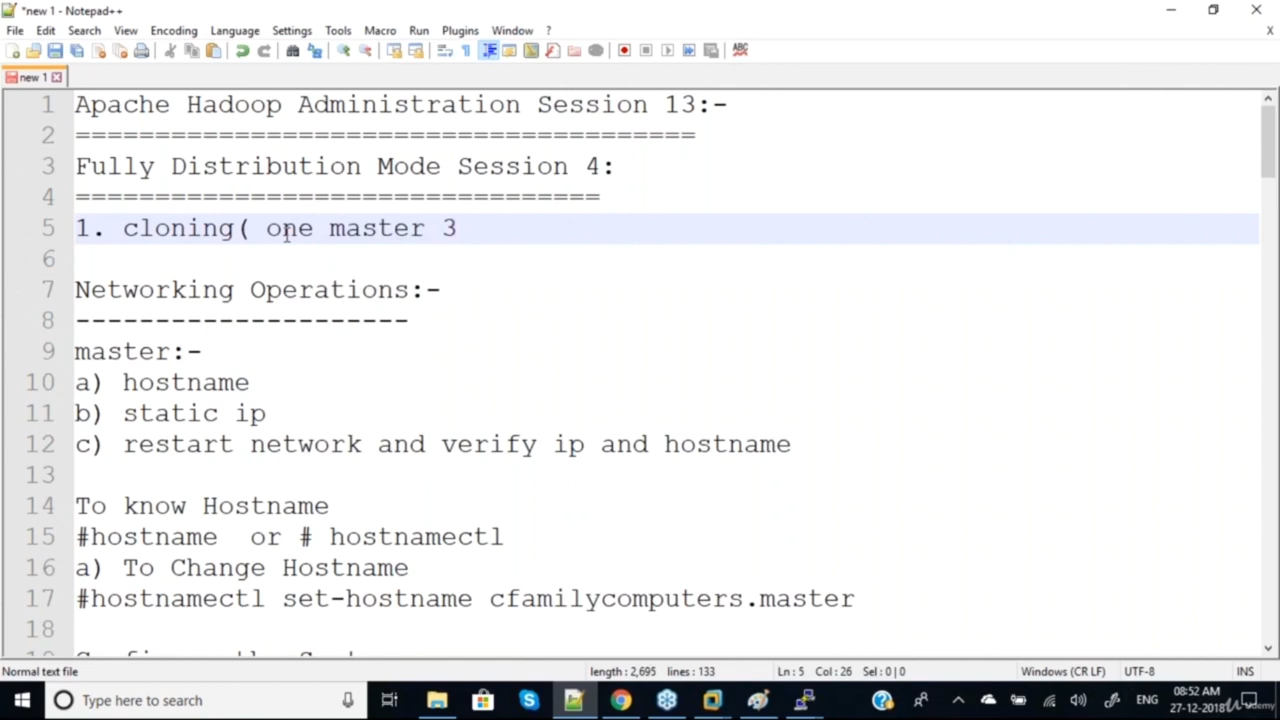 *new 1 - Notepad++
File Edit Search View Encoding Language Settings Tools Macro Run Plugins Window ? X
ABC
new 1
1 Apache Hadoop Administration Session 13:-
2 =======================================
3 Fully Distribution Mode Session 4:
4 =================================
5 1. cloning( one master 3
6
7 Networking Operations:-
8 ---------------------
9 master:-
10 a) hostname
11 b) static ip
12 c) restart network and verify ip and hostname
13
14 To know Hostname
15 #hostname  or # hostnamectl
16 a) To Change Hostname
17 #hostnamectl set-hostname cfamilycomputers.master
18
Normal text file length : 2,695 lines : 133 Ln : 5 Col : 26 Sel : 0 | 0 Windows (CR LF) UTF-8 INS
Type here to search
ENG
08:52 AM
27-12-2018
Udemy